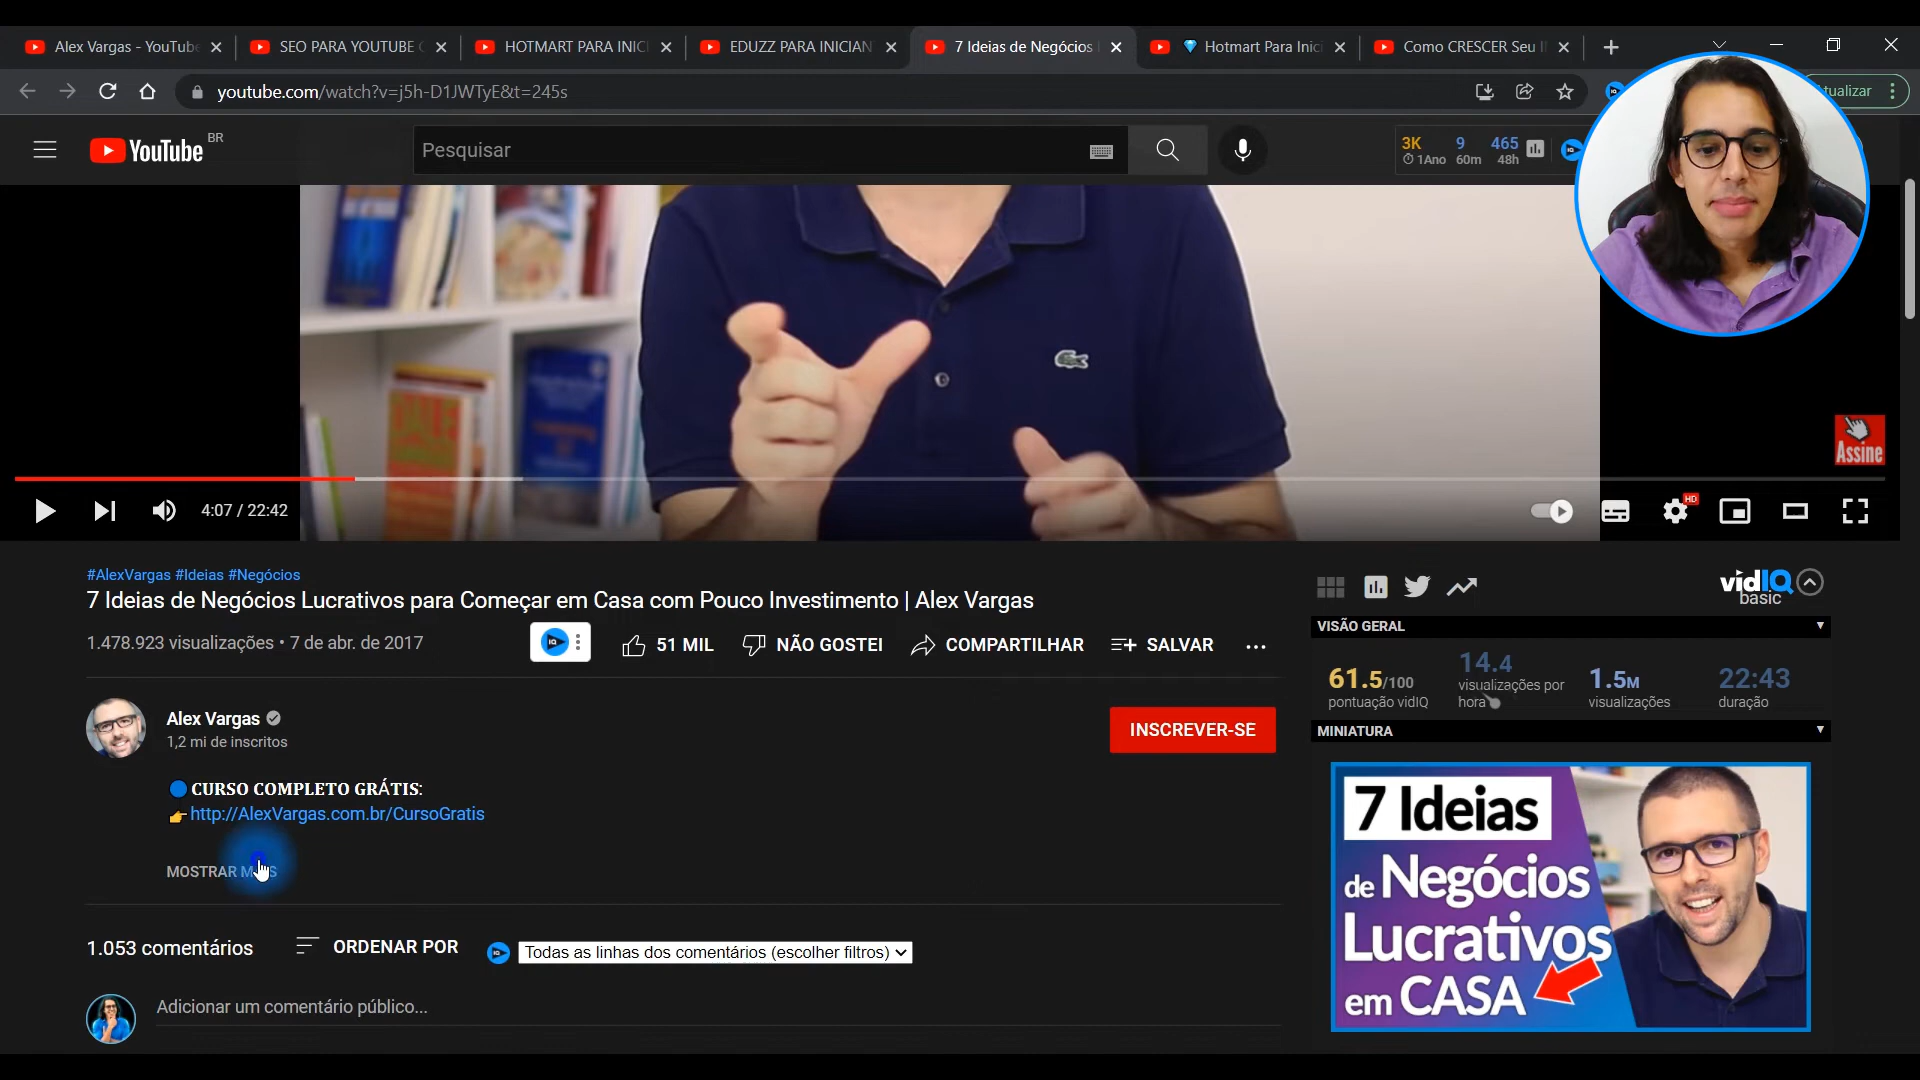 Alex Vargas - YouTube
SEO PARA YOUTUBE
HOTMART PARA INIC
EDUZZ PARA INICIAN
7 Ideias de Negócios
Hotmart Para Inici
Como CRESCER Seu
youtube.com/watch?v=j5h-D1JWTyE&t=245s
tualizar
YouTube BR
Pesquisar
3K 9 465
1Ano 60m 48h
Assine
4:07 / 22:42
HD
#AlexVargas #Ideias #Negócios
7 Ideias de Negócios Lucrativos para Começar em Casa com Pouco Investimento | Alex Vargas
1.478.923 visualizações • 7 de abr. de 2017
51 MIL
NÃO GOSTEI
COMPARTILHAR
SALVAR
Alex Vargas
1,2 mi de inscritos
INSCREVER-SE
CURSO COMPLETO GRÁTIS:
http://AlexVargas.com.br/CursoGratis
MOSTRAR MAIS
1.053 comentários
ORDENAR POR
Todas as linhas dos comentários (escolher filtros)
Adicionar um comentário público...
vidIQ
basic
VISÃO GERAL
61.5/100
pontuação vidIQ
14.4
visualizações por
hora
1.5M
visualizações
22:43
duração
MINIATURA
7 Ideias
de Negócios
Lucrativos
em CASA